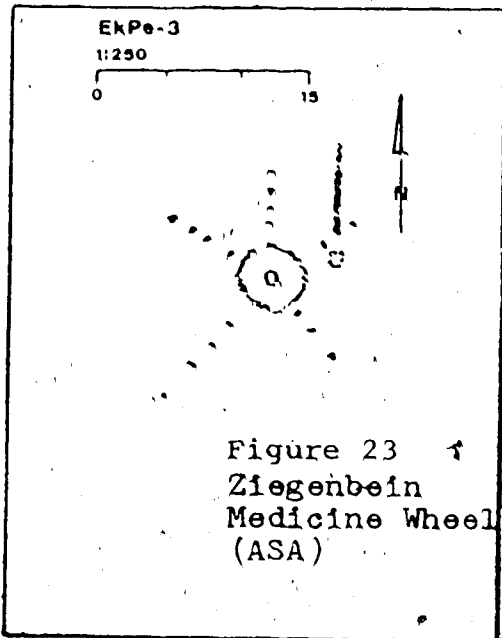 EkPe-3
1:250
0 15
N
Figure 23
Ziegenbein
Medicine Wheel
(ASA)